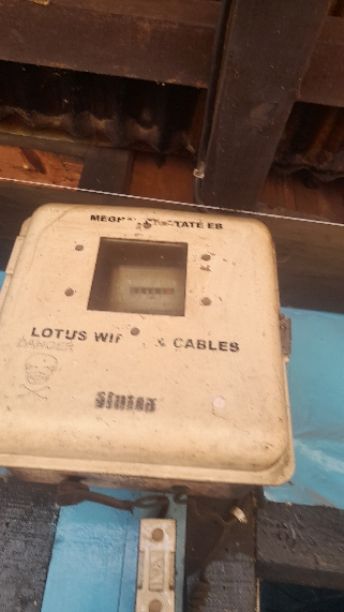 STATE EB
LOTUS & CABLES
DANGER
sintex